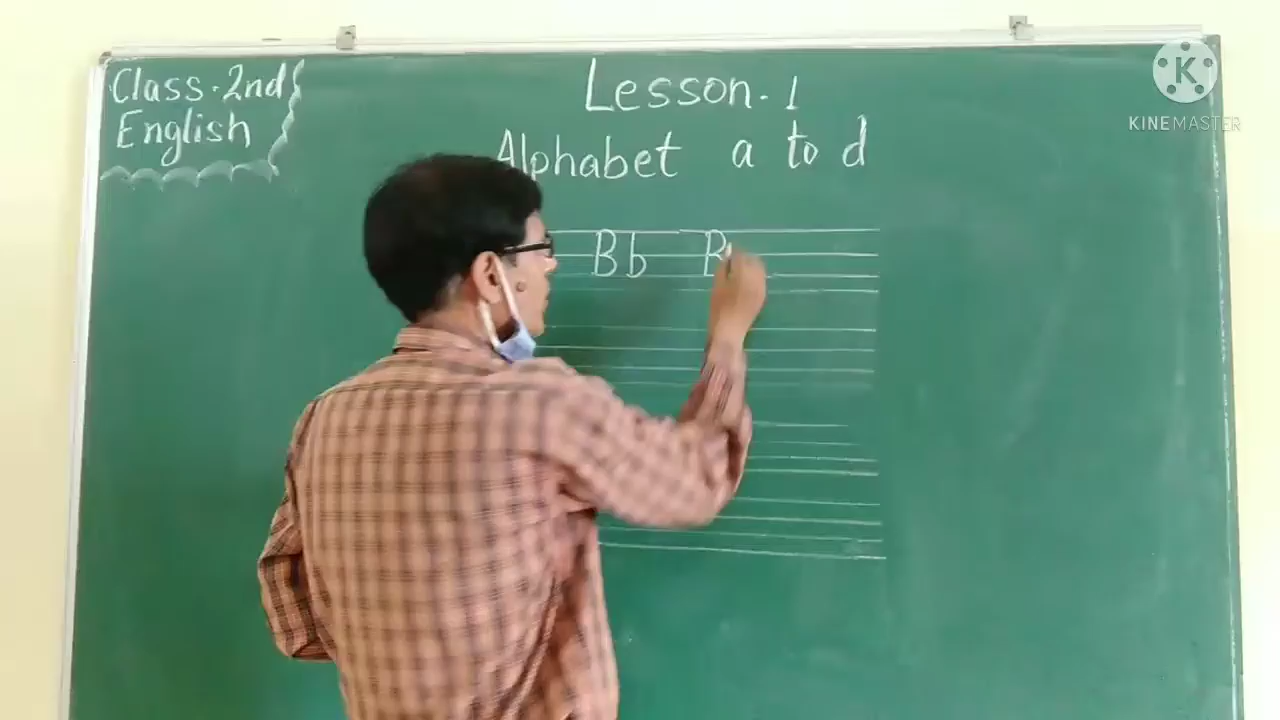 Class - 2nd
English
Lesson - 1
Alphabet a to d
Bb B
K
KINEMASTER